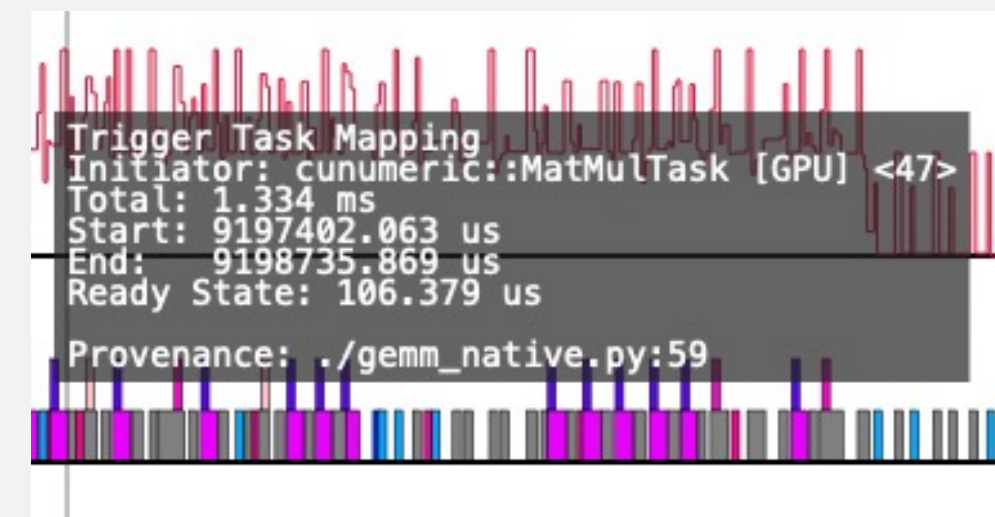 Trigger Task Mapping
Initiator: cunumeric::MatMulTask [GPU] <47>
Total: 1.334 ms
Start: 9197402.063 us
End: 9198735.869 us
Ready State: 106.379 us
Provenance: ./gemm_native.py:59